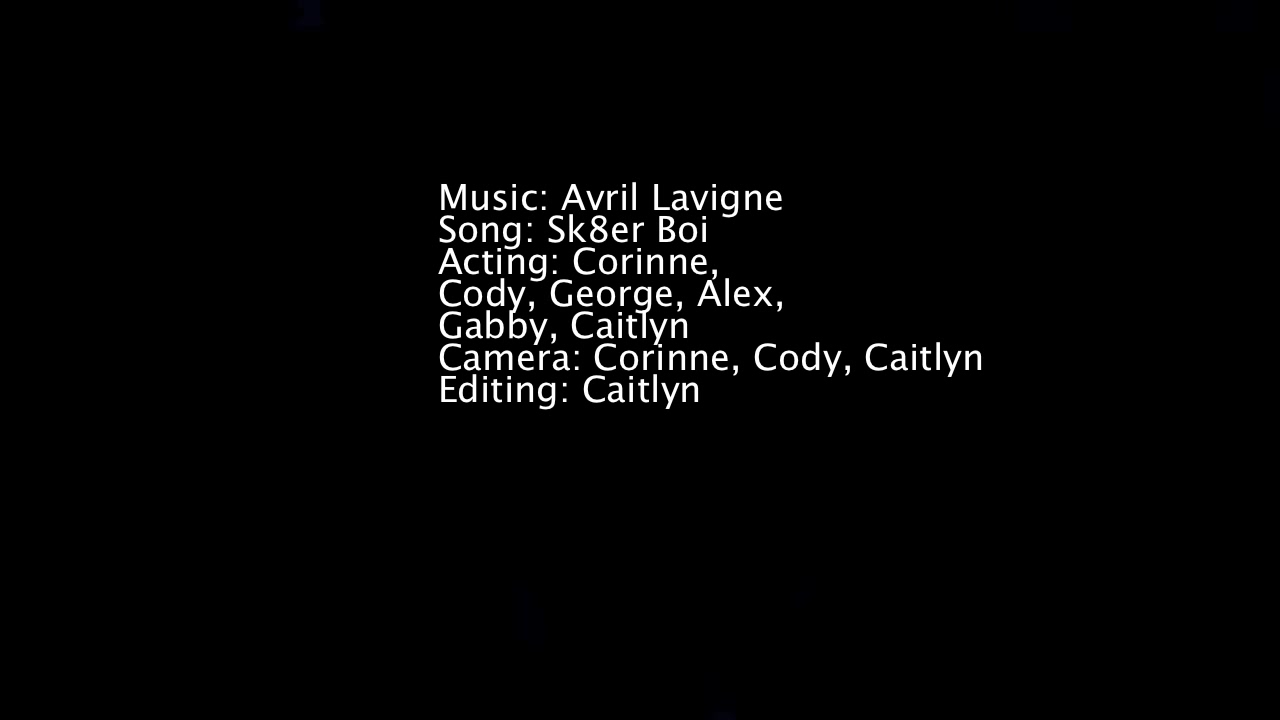 Music: Avril Lavigne
Song: Sk8er Boi
Acting: Corinne,
Cody, George, Alex,
Gabby, Caitlyn
Camera: Corinne, Cody, Caitlyn
Editing: Caitlyn